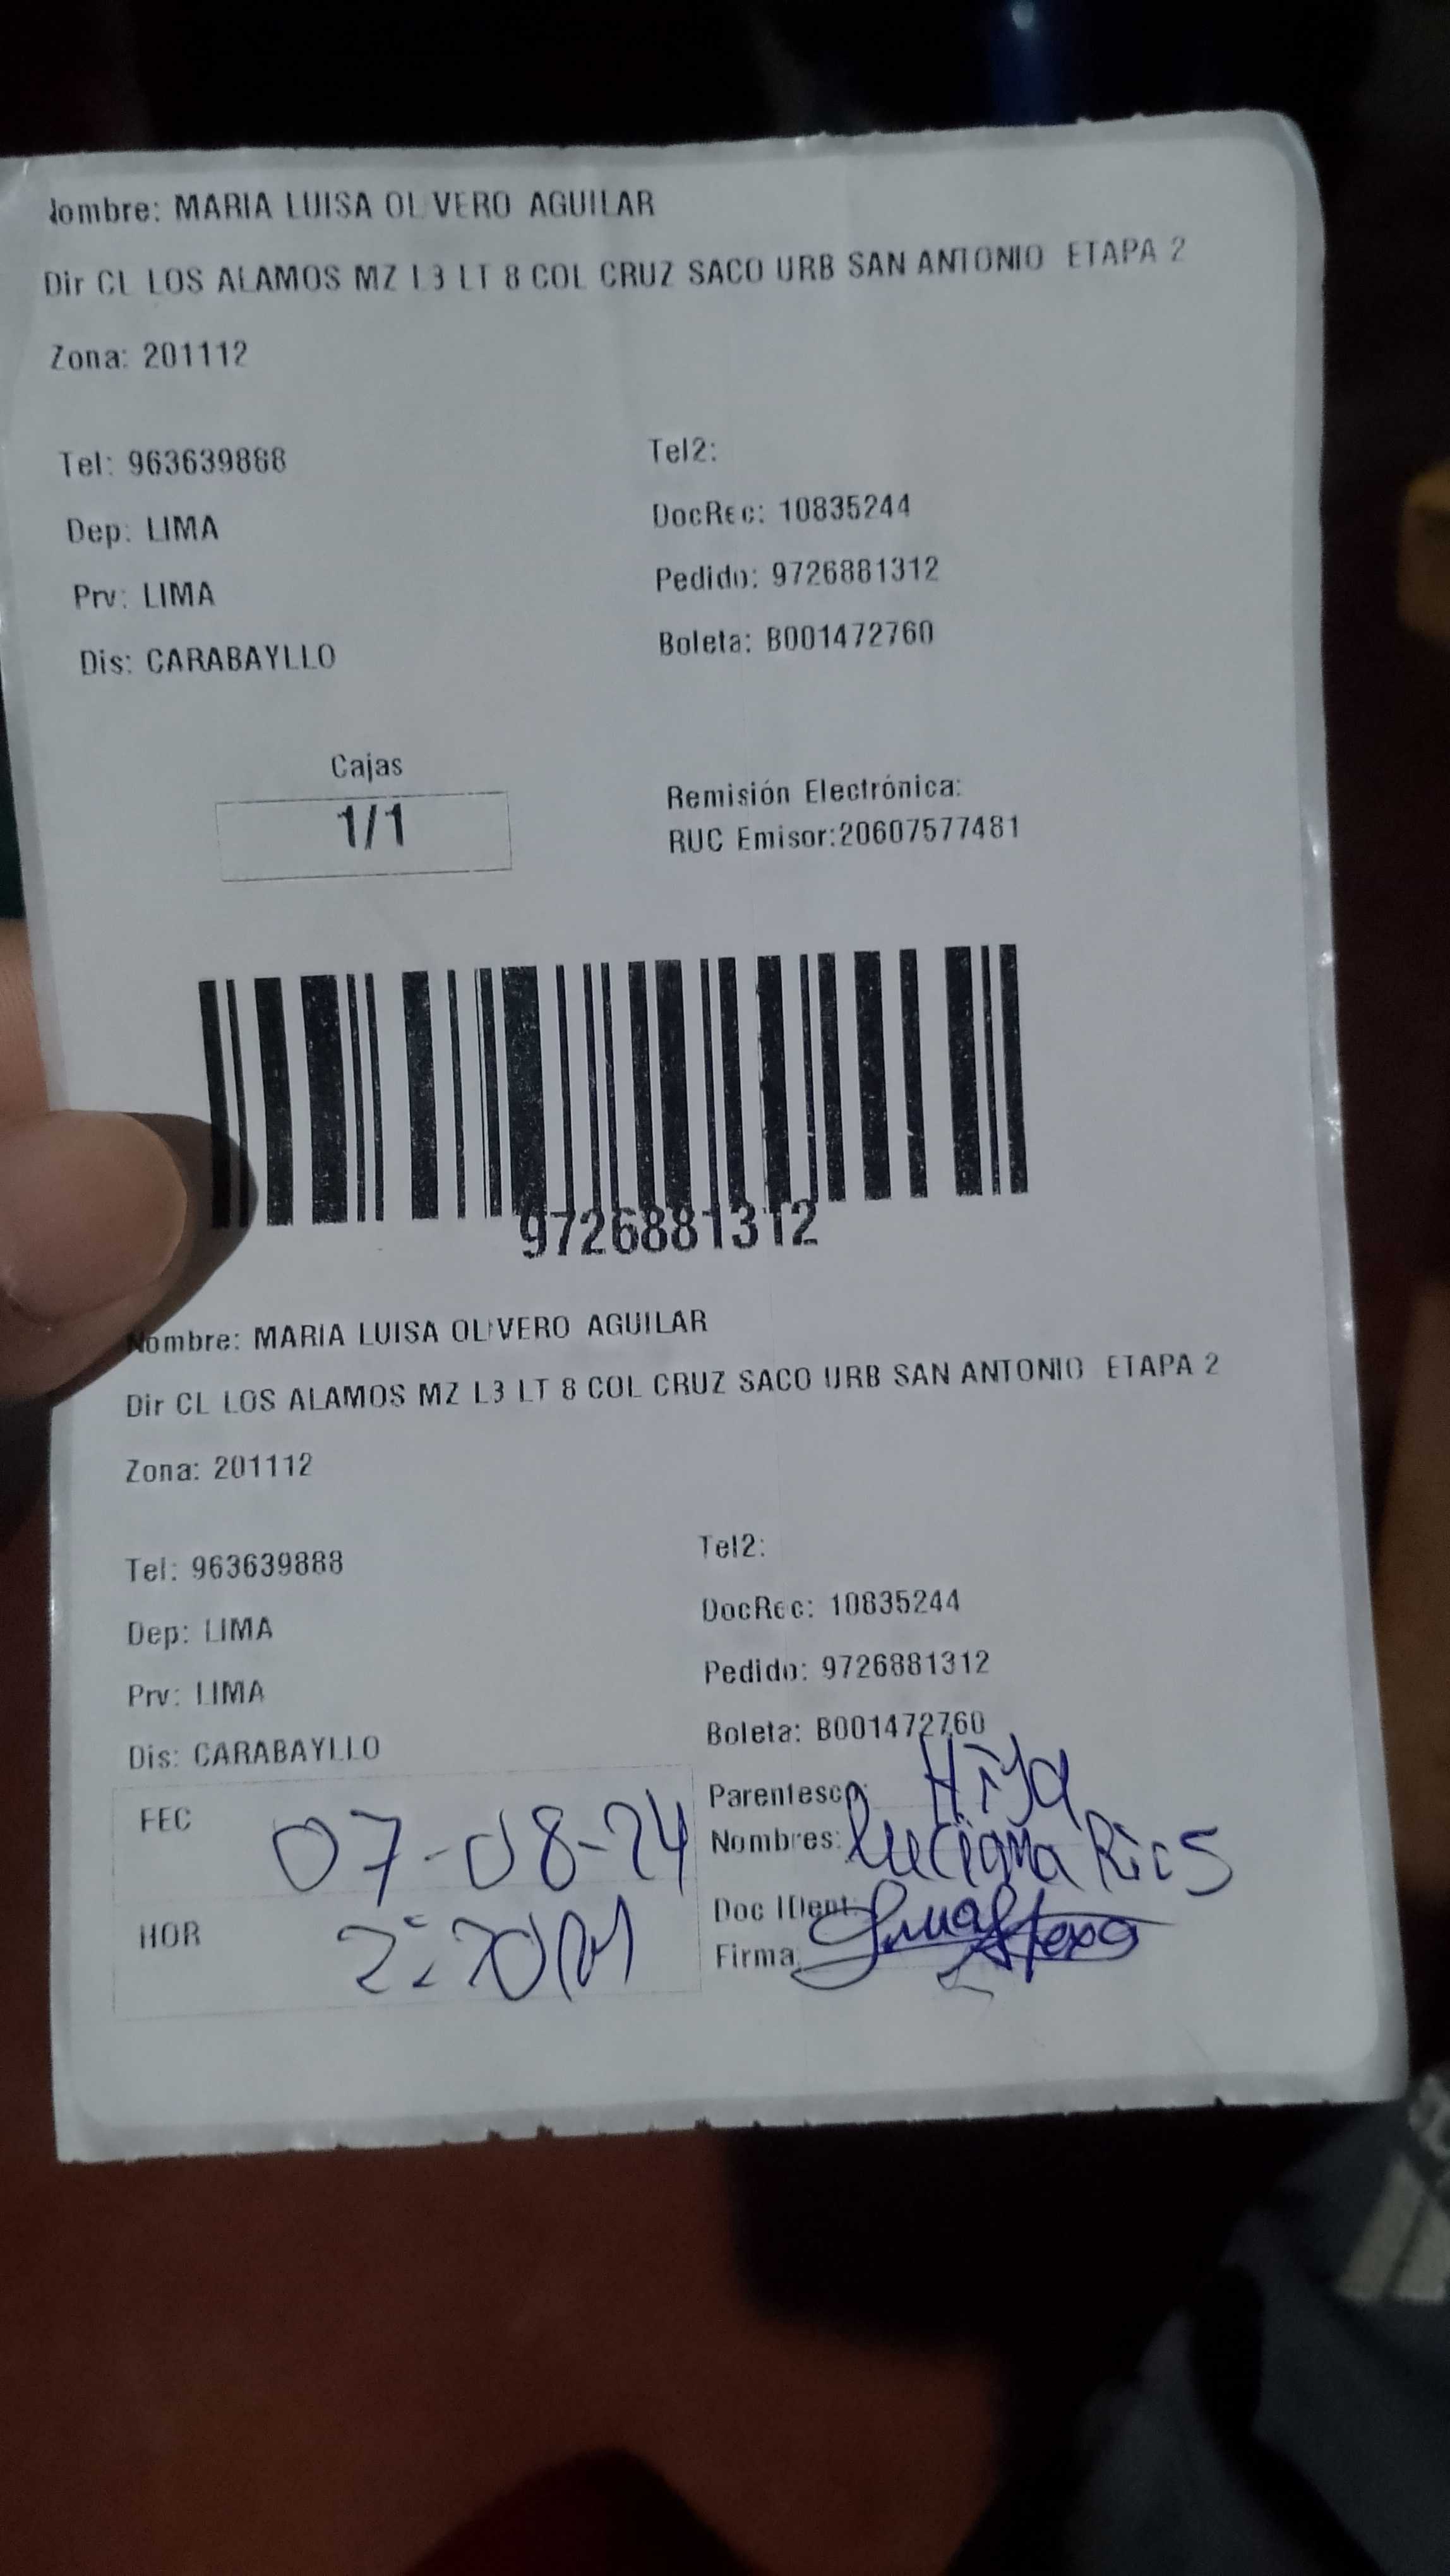 Nombre: MARIA LUISA OLIVERO AGUILAR
Dir CL LOS ALAMOS MZ L3 LT 8 COL CRUZ SACO URB SAN ANTONIO ETAPA 2
Zona: 201112
Tel: 963639888 Tel2:
Dep: LIMA DocRec: 10835244
Prv: LIMA Pedido: 9726881312
Dis: CARABAYLLO Boleta: B001472760
Cajas
1/1
Remisión Electrónica:
RUC Emisor:20607577481
9726881312
Nombre: MARIA LUISA OLIVERO AGUILAR
Dir CL LOS ALAMOS MZ L3 LT 8 COL CRUZ SACO URB SAN ANTONIO ETAPA 2
Zona: 201112
Tel: 963639888 Tel2:
Dep: LIMA DocRec: 10835244
Prv: LIMA Pedido: 9726881312
Dis: CARABAYLLO Boleta: B001472760
FEC 07-08-24
HOR
Parentesco: Hija
Nombres: Rios
Doc IDent:
Firma: